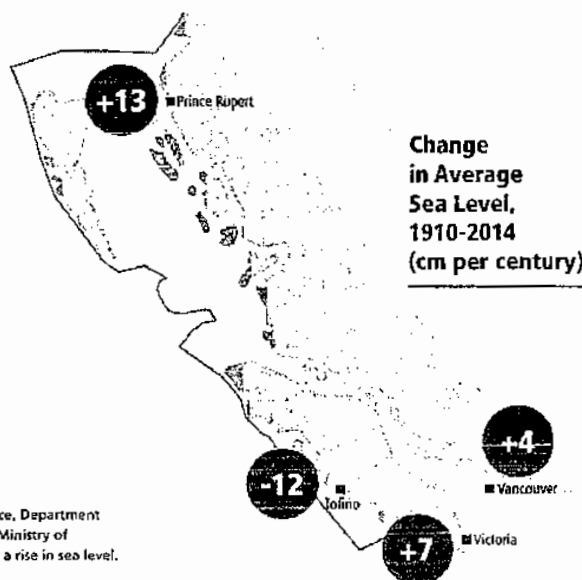 +13
Prince Rupert
Change
in Average
Sea Level,
1910-2014
(cm per century)
+4
Vancouver
-12
Tofino
+7
Victoria
ce, Department
Ministry of
a rise in sea level.